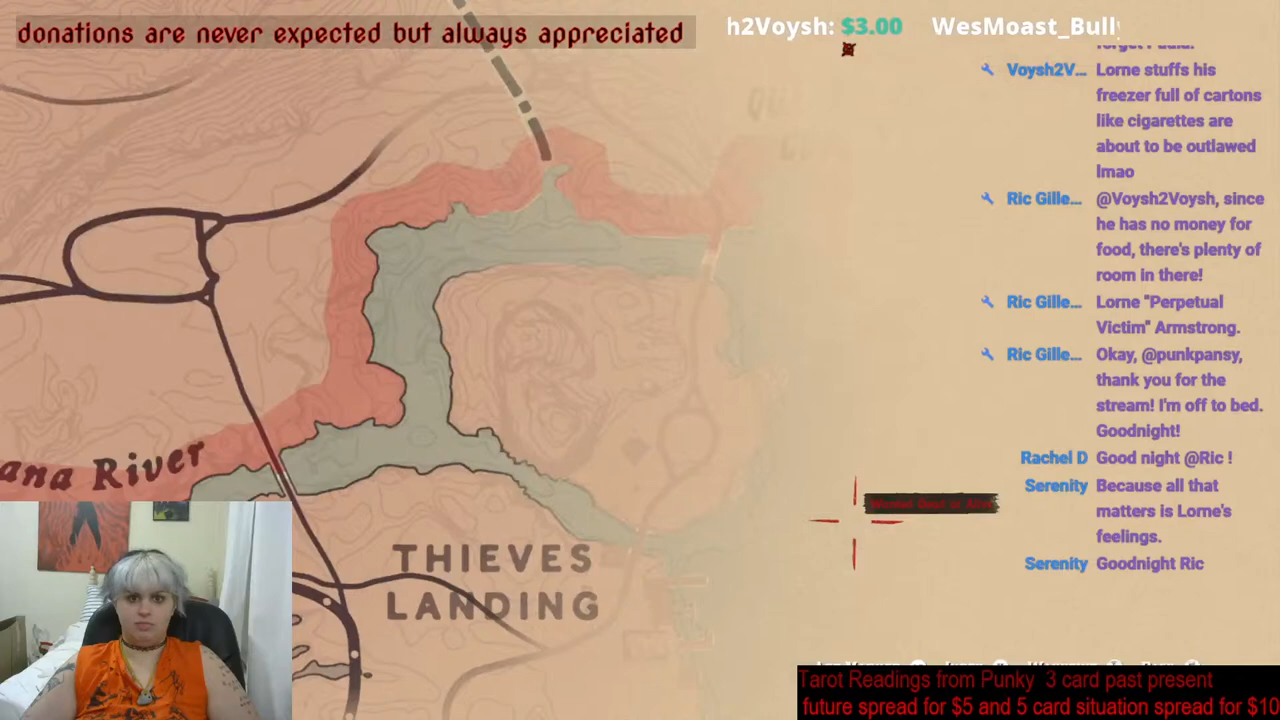 donations are never expected but always appreciated
h2Voysh: $3.00 WesMoast_Bull
Voysh2V... Lorne stuffs his
freezer full of cartons
like cigarettes are
about to be outlawed
lmao
Ric Gille... @Voysh2Voysh, since
he has no money for
food, there's plenty of
room in there!
Ric Gille... Lorne "Perpetual
Victim" Armstrong.
Ric Gille... Okay, @punkpansy,
thank you for the
stream! I'm off to bed.
Goodnight!
Rachel D Good night @Ric !
Serenity Because all that
matters is Lorne's
feelings.
Serenity Goodnight Ric
ana River
Wanted Dead or Alive
THIEVES
LANDING
Tarot Readings from Punky 3 card past present
future spread for $5 and 5 card situation spread for $10